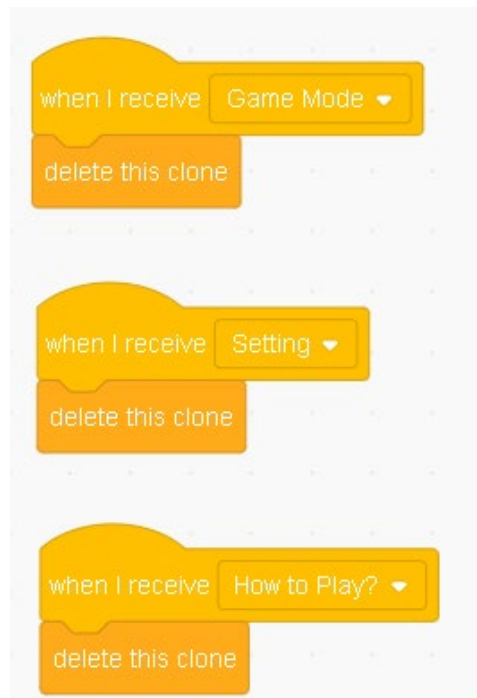 when I receive Game Mode
delete this clone
when I receive Setting
delete this clone
when I receive How to Play?
delete this clone